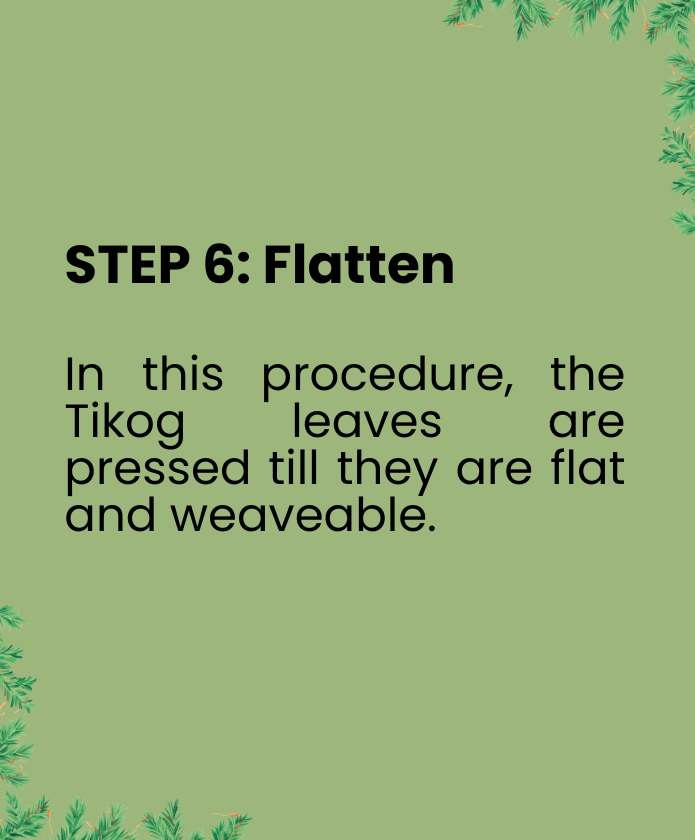 STEP 6: Flatten
In this procedure, the
Tikog leaves are
pressed till they are flat
and weaveable.